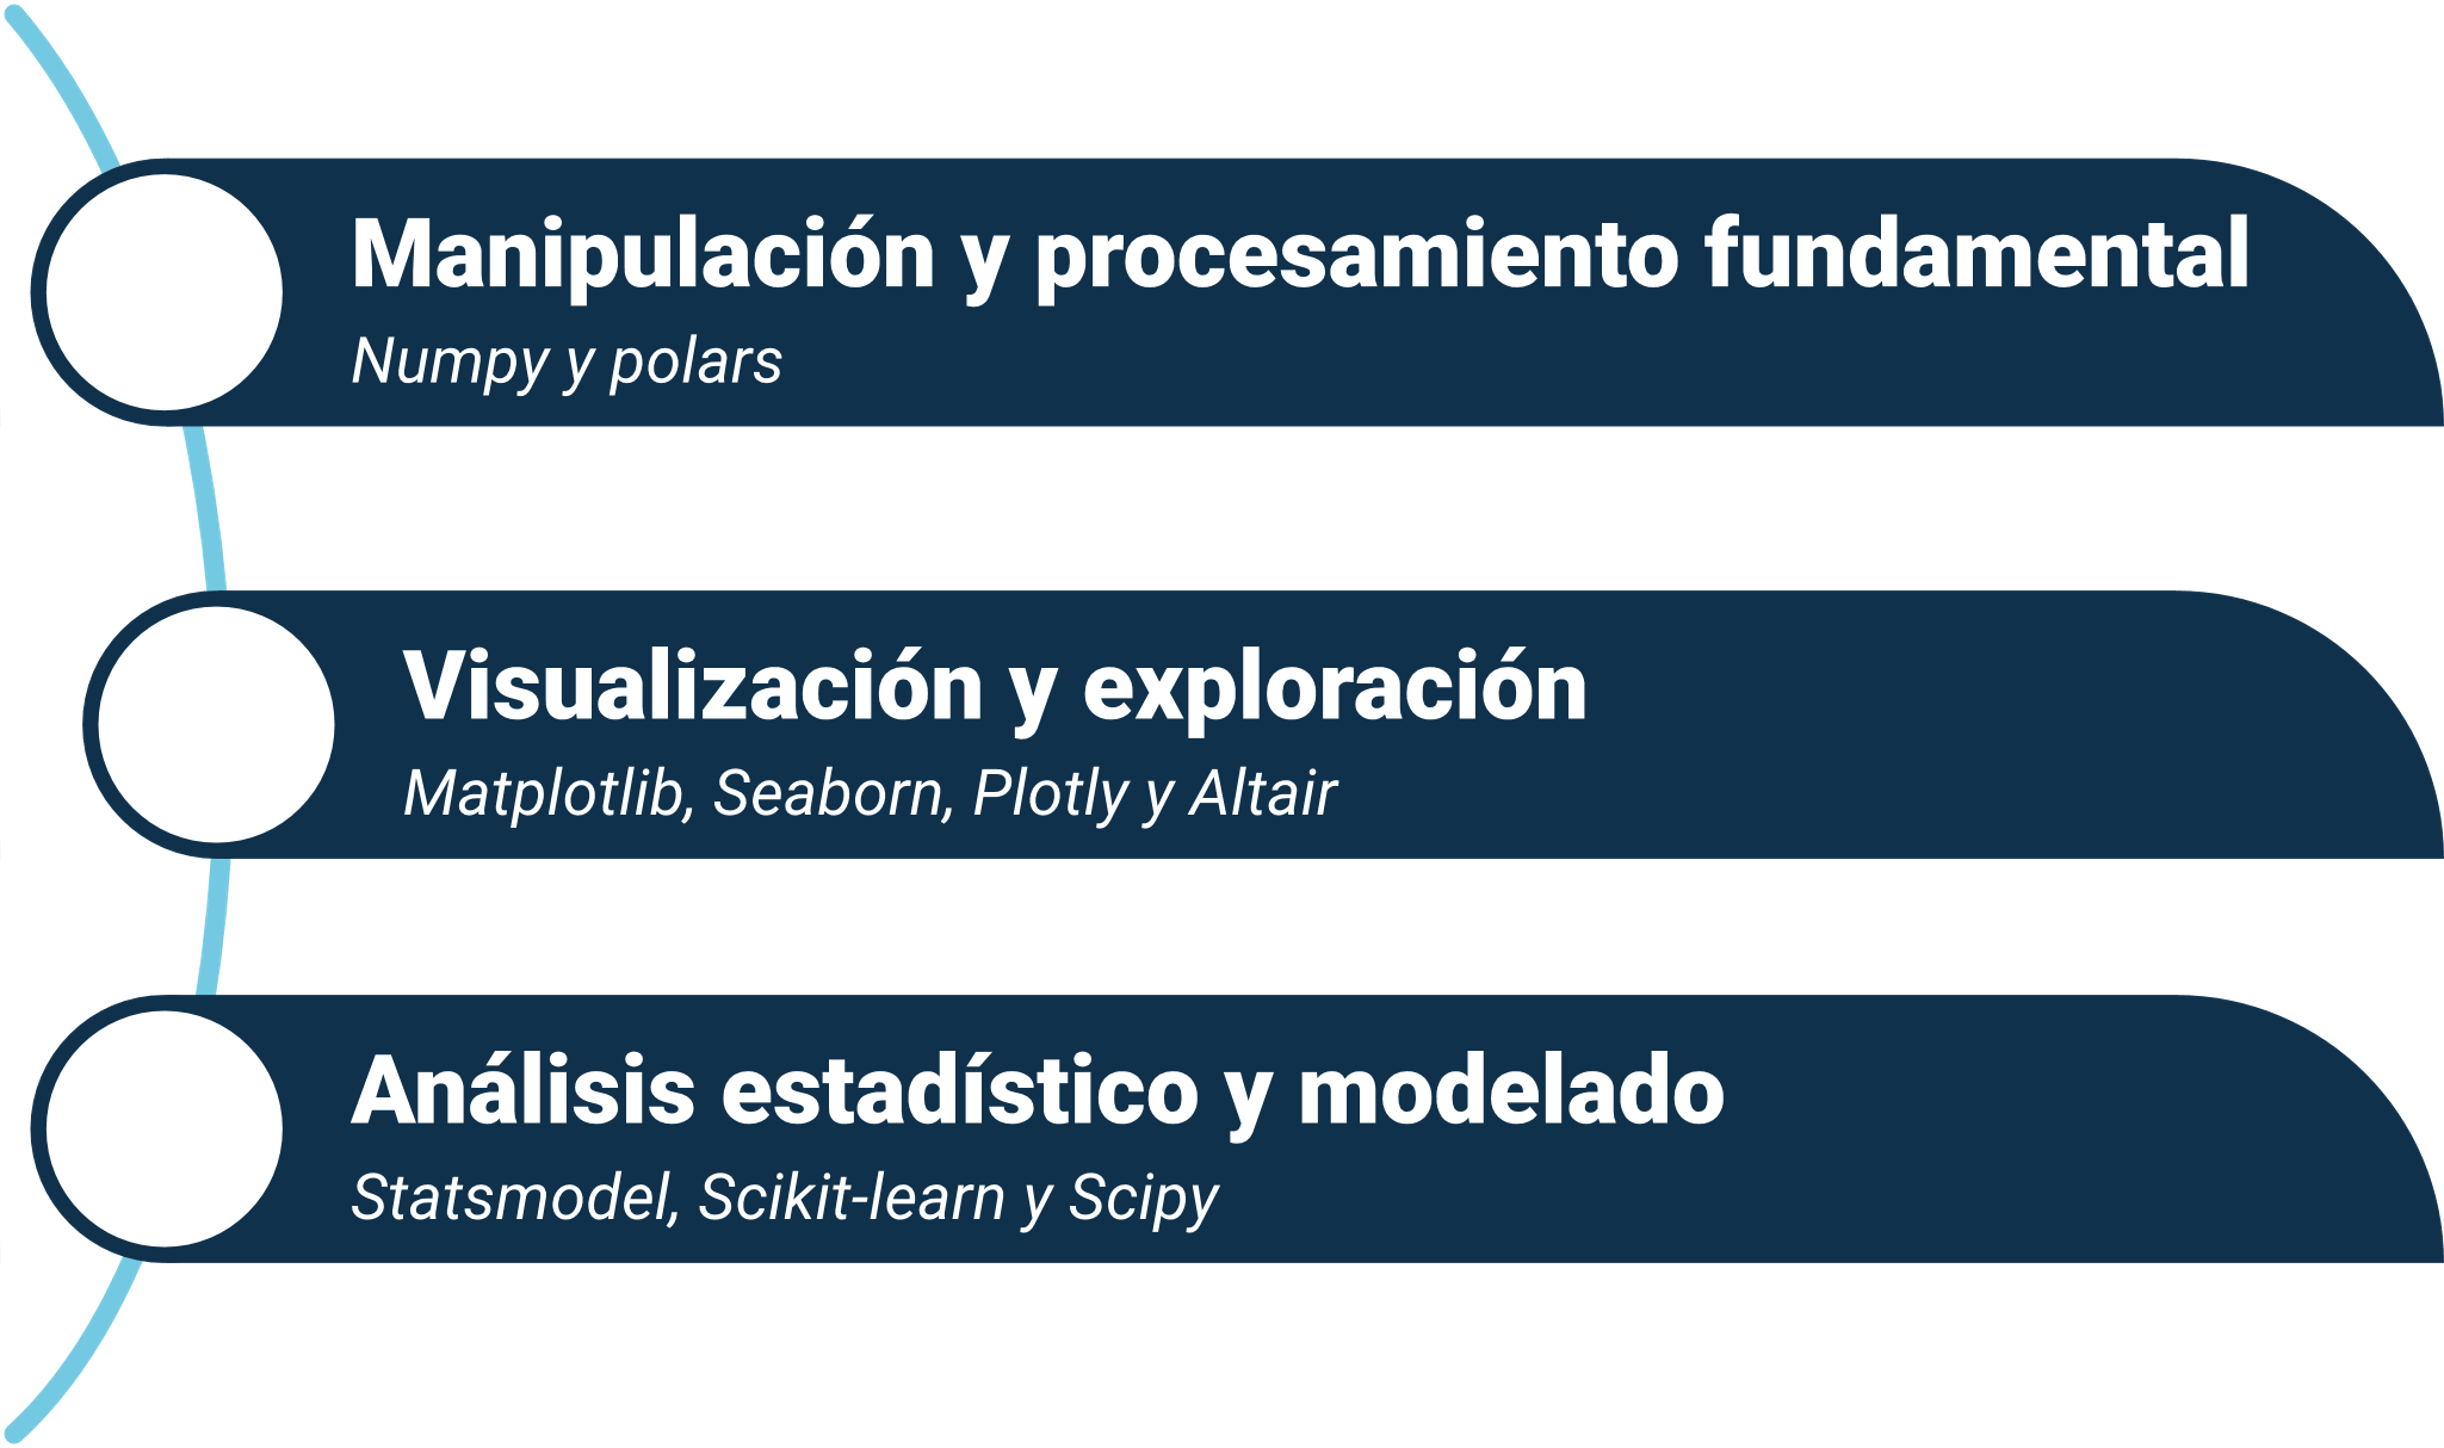 Manipulación y procesamiento fundamental
Numpy y polars
Visualización y exploración
Matplotlib, Seaborn, Plotly y Altair
Análisis estadístico y modelado
Statsmodel, Scikit-learn y Scipy